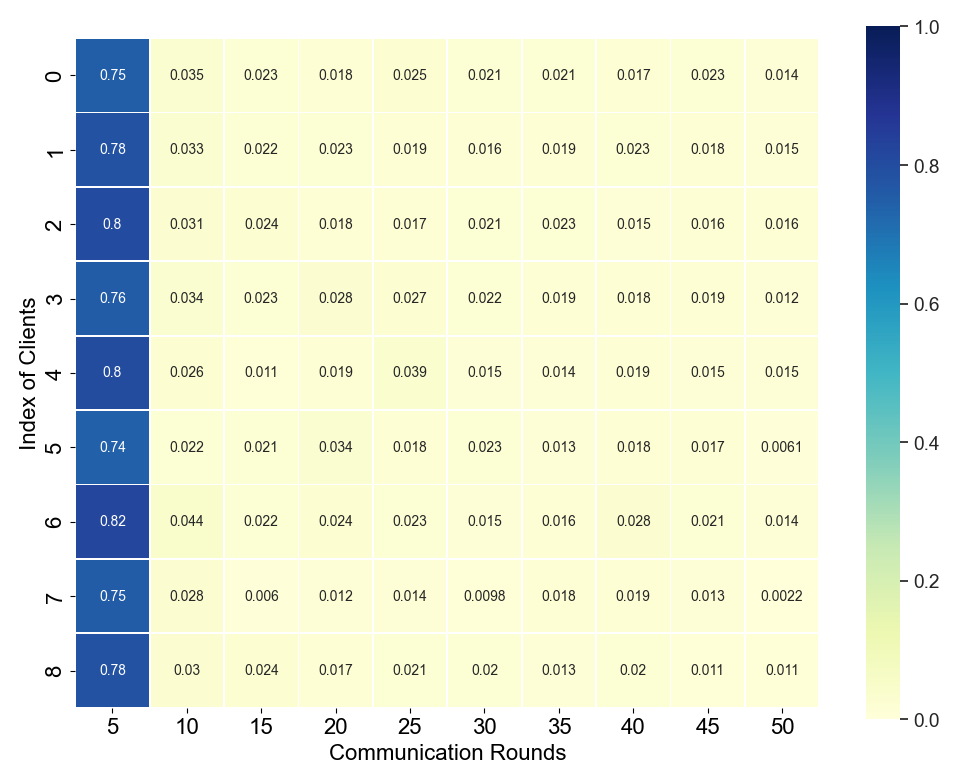 1.0
0 0.75 0.035 0.023 0.018 0.025 0.021 0.021 0.017 0.023 0.014
1 0.78 0.033 0.022 0.023 0.019 0.016 0.019 0.023 0.018 0.015
0.8
2 0.8 0.031 0.024 0.018 0.017 0.021 0.023 0.015 0.016 0.016
3 0.76 0.034 0.023 0.028 0.027 0.022 0.019 0.018 0.019 0.012
0.6
Index of Clients
4 0.8 0.026 0.011 0.019 0.039 0.015 0.014 0.019 0.015 0.015
0.4
5 0.74 0.022 0.021 0.034 0.018 0.023 0.013 0.018 0.017 0.0061
6 0.82 0.044 0.022 0.024 0.023 0.015 0.016 0.028 0.021 0.014
0.2
7 0.75 0.028 0.006 0.012 0.014 0.0098 0.018 0.019 0.013 0.0022
8 0.78 0.03 0.024 0.017 0.021 0.02 0.013 0.02 0.011 0.011
0.0
5 10 15 20 25 30 35 40 45 50
Communication Rounds